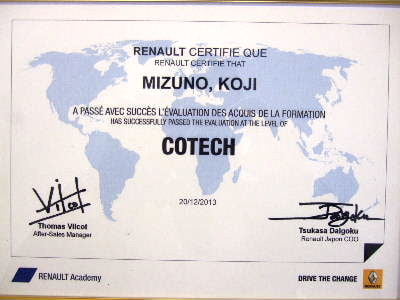 RENAULT CERTIFIE QUE
RENAULT CERTIFIE THAT
MIZUNO, KOJI
A PASSÉ AVEC SUCCÈS L'ÉVALUATION DES ACQUIS DE LA FORMATION
HAS SUCCESSFULLY PASSED THE EVALUATION AT THE LEVEL OF
COTECH
20/12/2013
Thomas Vilcot
After-Sales Manager
Tsukasa Daigoku
Renault Japon COO
RENAULT Academy
DRIVE THE CHANGE
RENAULT